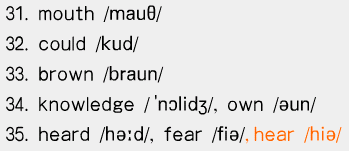 31. mouth /mauθ/
32. could /kud/
33. brown /braun/
34. knowledge /ˈnɔlidʒ/, own /əun/
35. heard /həːd/, fear /fiə/, hear /hiə/